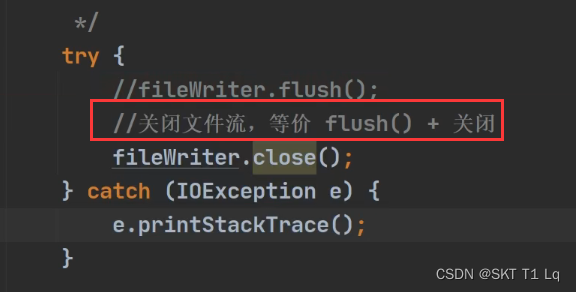 */
try {
//fileWriter.flush();
//关闭文件流，等价 flush() + 关闭
fileWriter.close();
} catch (IOException e) {
e.printStackTrace();
}
CSDN @SKT T1 Lq